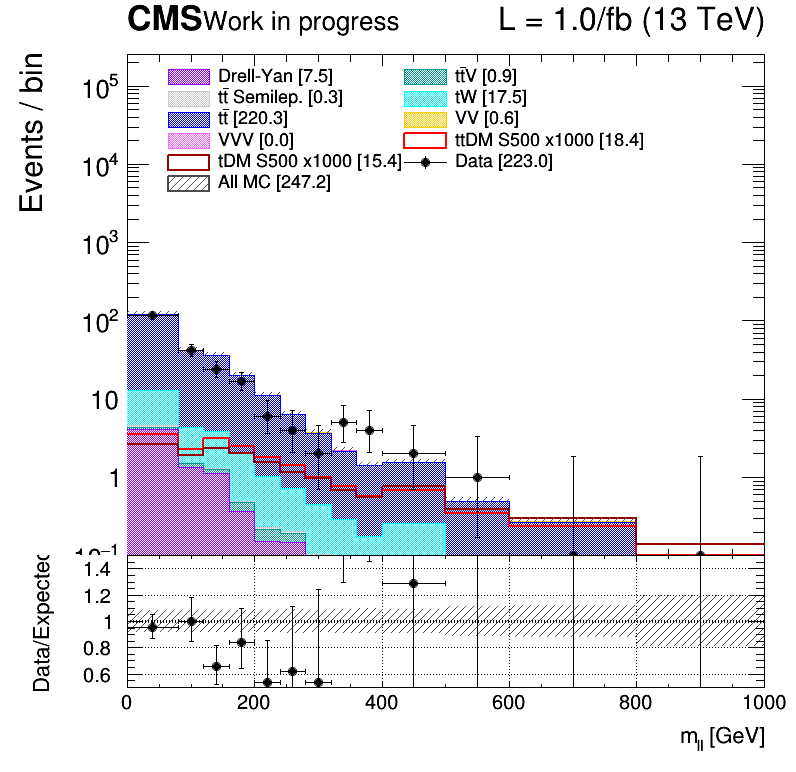 CMS Work in progress L = 1.0/fb (13 TeV)
Events / bin
Drell-Yan [7.5] tt̄V [0.9]
tt̄ Semilep. [0.3] tW [17.5]
tt̄ [220.3] VV [0.6]
VVV [0.0] ttDM S500 x1000 [18.4]
tDM S500 x1000 [15.4] Data [223.0]
All MC [247.2]
10⁵
10⁴
10³
10²
10
1
10⁻¹
Data/Expected
1.4
1.2
1
0.8
0.6
0 200 400 600 800 1000
m_ll [GeV]